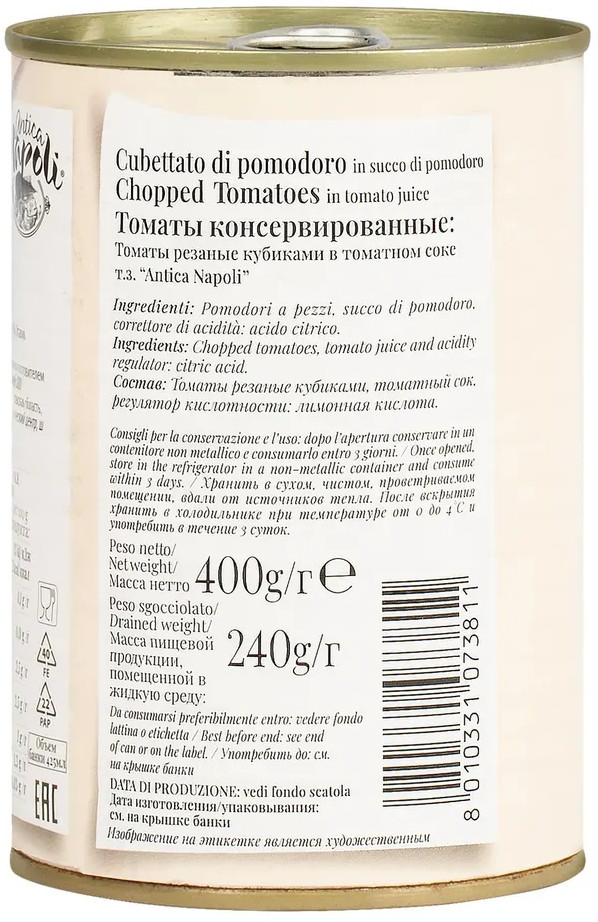 Antica
Napoli
Cubettato di pomodoro in succo di pomodoro
Chopped Tomatoes in tomato juice
Томаты консервированные:
Томаты резаные кубиками в томатном соке
т.з. “Antica Napoli”
Ingredienti: Pomodori a pezzi, succo di pomodoro,
correttore di acidità: acido citrico.
Ingredients: Chopped tomatoes, tomato juice and acidity
regulator: citric acid.
Состав: Томаты резаные кубиками, томатный сок,
регулятор кислотности: лимонная кислота.
Consigli per la conservazione e l'uso: dopo l'apertura conservare in un
contenitore non metallico e consumarlo entro 3 giorni. / Once opened,
store in the refrigerator in a non-metallic container and consume
within 3 days. / Хранить в сухом, чистом, проветриваемом
помещении, вдали от источников тепла. После вскрытия
хранить в холодильнике при температуре от 0 до 4°C и
употребить в течение 3 суток.
Peso netto/
Net weight/
Масса нетто 400g/г e
Peso sgocciolato/
Drained weight/
Масса пищевой
продукции,
помещенной в
жидкую среду:
240g/г
Da consumarsi preferibilmente entro: vedere fondo
lattina o etichetta / Best before end: see end
of can or on the label. / Употребить до: см.
на крышке банки
DATA DI PRODUZIONE: vedi fondo scatola
Дата изготовления/упаковывания:
см. на крышке банки
Изображение на этикетке является художественным
8 010331 073811
40
FE
22
PAP
Объем
банки 425мл
EAC